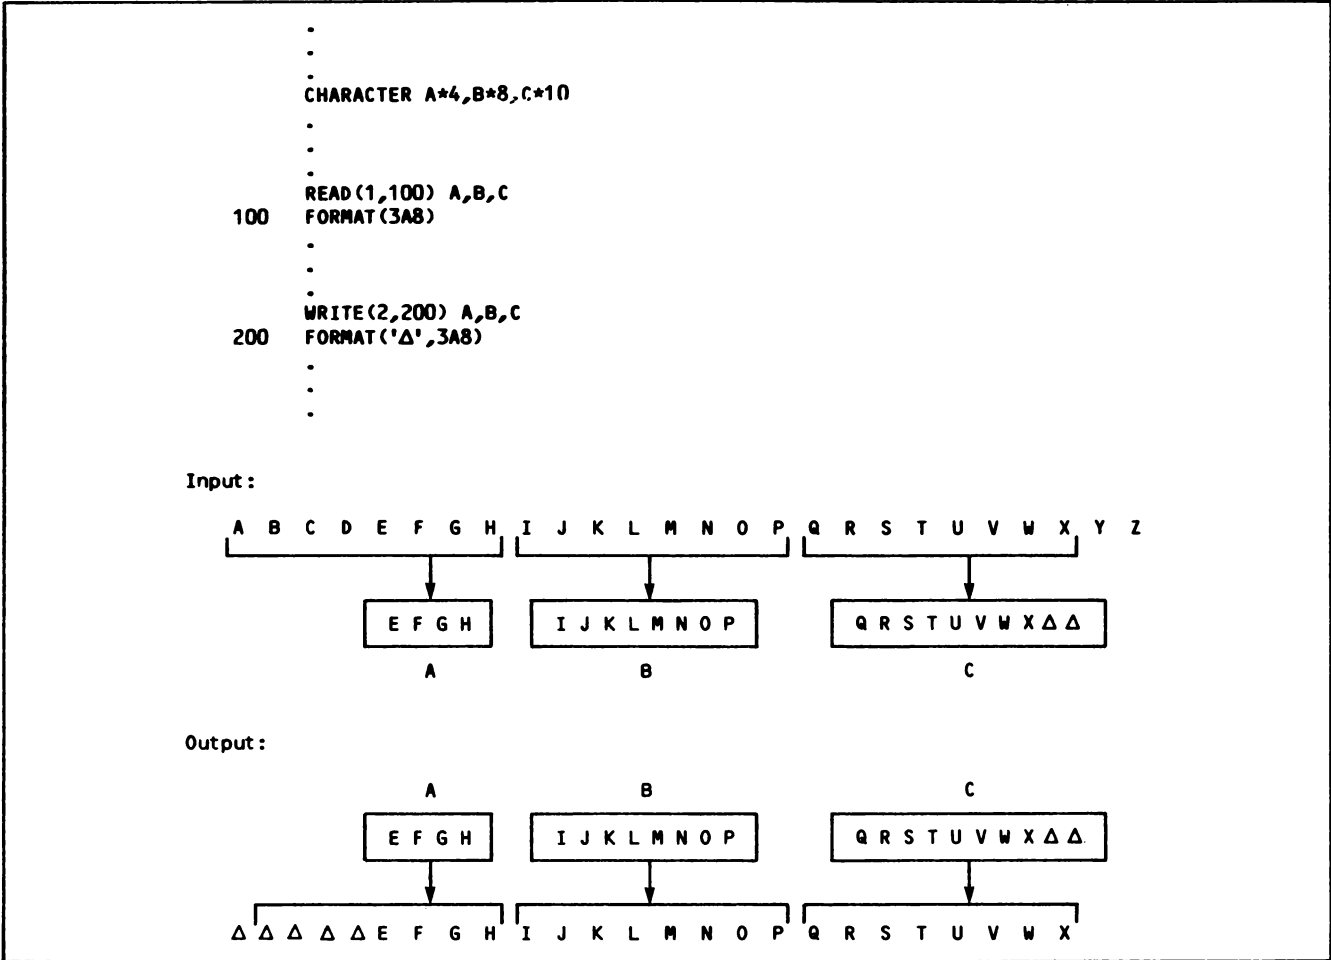 .
.
.
CHARACTER A*4,B*8,C*10
.
.
.
READ(1,100) A,B,C
100 FORMAT(3A8)
.
.
.
WRITE(2,200) A,B,C
200 FORMAT('Δ',3A8)
.
.
.
Input:
A B C D E F G H I J K L M N O P Q R S T U V W X Y Z
E F G H I J K L M N O P Q R S T U V W X Δ Δ
A B C
Output:
A B C
E F G H I J K L M N O P Q R S T U V W X Δ Δ
Δ Δ Δ Δ Δ E F G H I J K L M N O P Q R S T U V W X